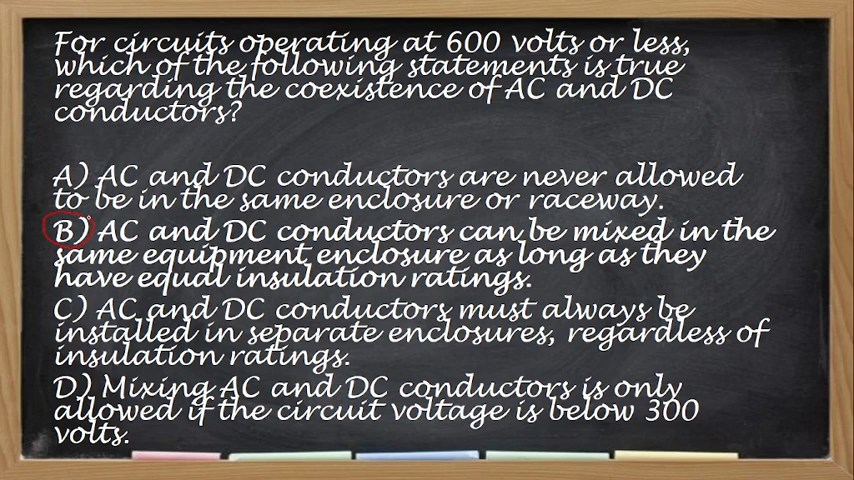 For circuits operating at 600 volts or less,
which of the following statements is true
regarding the coexistence of AC and DC
conductors?
A) AC and DC conductors are never allowed
to be in the same enclosure or raceway.
B) AC and DC conductors can be mixed in the
same equipment enclosure as long as they
have equal insulation ratings.
C) AC and DC conductors must always be
installed in separate enclosures, regardless of
insulation ratings.
D) Mixing AC and DC conductors is only
allowed if the circuit voltage is below 300
volts.